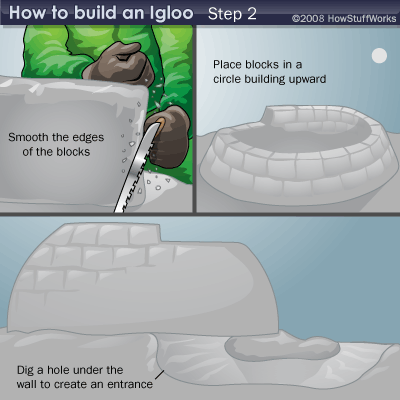 How to build an Igloo Step 2
©2008 HowStuffWorks
Smooth the edges
of the blocks
Place blocks in a
circle building upward
Dig a hole under the
wall to create an entrance